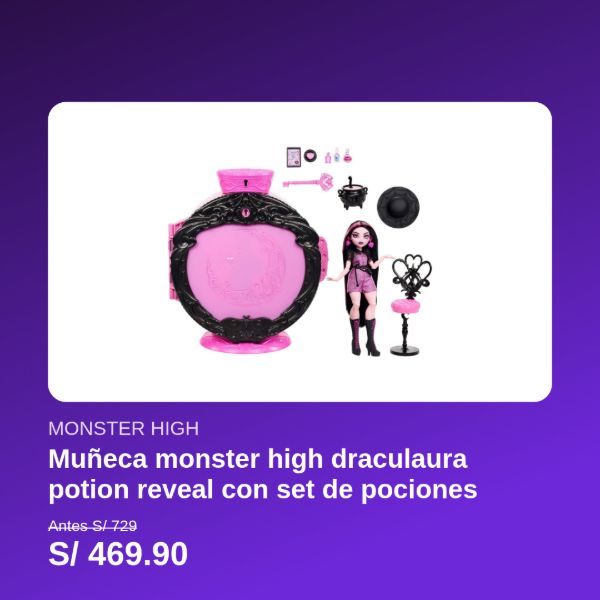 MONSTER HIGH
Muñeca monster high draculaura
potion reveal con set de pociones
Antes S/ 729
S/ 469.90